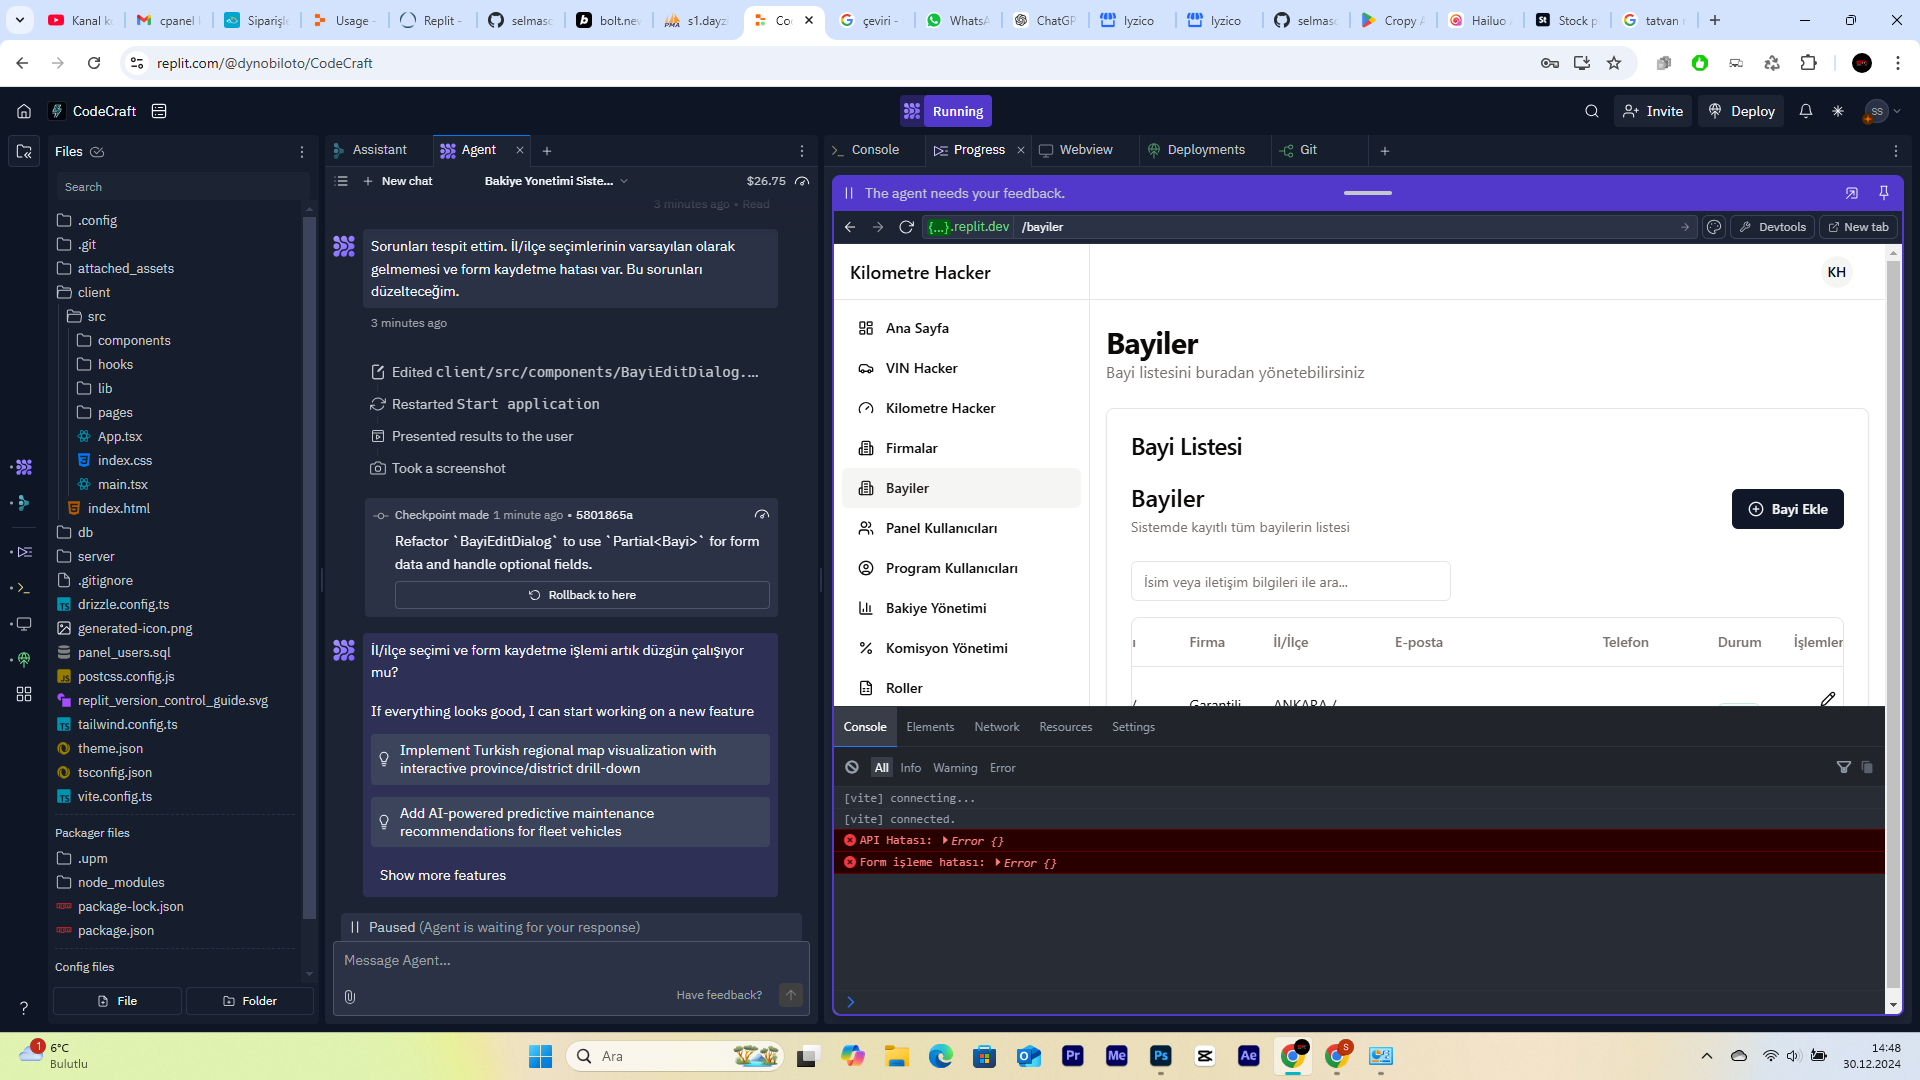 Kanal k
cpanel
Siparişl
Usage
Replit -
selmas
bolt.ne
s1.dayz
Co
çeviri -
WhatsA
ChatGP
Iyzico
Iyzico
selmas
Cropy
Hailuo
Stock p
tatvan
replit.com/@dynobiloto/CodeCraft
CodeCraft
Running
Invite
Deploy
SS
Files
Search
.config
.git
attached_assets
client
src
components
hooks
lib
pages
App.tsx
index.css
main.tsx
index.html
db
server
.gitignore
drizzle.config.ts
generated-icon.png
panel_users.sql
postcss.config.js
replit_version_control_guide.svg
tailwind.config.ts
theme.json
tsconfig.json
vite.config.ts
Packager files
.upm
node_modules
package-lock.json
package.json
Config files
File
Folder
Assistant
Agent
New chat
Bakiye Yonetimi Siste...
$26.75
3 minutes ago • Read
Sorunları tespit ettim. İl/ilçe seçimlerinin varsayılan olarak
gelmemesi ve form kaydetme hatası var. Bu sorunları
düzelteceğim.
3 minutes ago
Edited client/src/components/BayiEditDialog.…
Restarted Start application
Presented results to the user
Took a screenshot
Checkpoint made 1 minute ago • 5801865a
Refactor `BayiEditDialog` to use `Partial<Bayi>` for form
data and handle optional fields.
Rollback to here
İl/ilçe seçimi ve form kaydetme işlemi artık düzgün çalışıyor
mu?
If everything looks good, I can start working on a new feature
Implement Turkish regional map visualization with
interactive province/district drill-down
Add AI-powered predictive maintenance
recommendations for fleet vehicles
Show more features
Paused (Agent is waiting for your response)
Message Agent...
Have feedback?
Console
Progress
Webview
Deployments
Git
The agent needs your feedback.
{...}.replit.dev
/bayiler
Devtools
New tab
Kilometre Hacker
KH
Ana Sayfa
VIN Hacker
Kilometre Hacker
Firmalar
Bayiler
Panel Kullanıcıları
Program Kullanıcıları
Bakiye Yönetimi
Komisyon Yönetimi
Roller
Bayiler
Bayi listesini buradan yönetebilirsiniz
Bayi Listesi
Bayiler
Sistemde kayıtlı tüm bayilerin listesi
Bayi Ekle
İsim veya iletişim bilgileri ile ara...
ı Firma İl/İlçe E-posta Telefon Durum İşlemler
/ Garantili ANKARA /
Console
Elements
Network
Resources
Settings
All
Info
Warning
Error
[vite] connecting...
[vite] connected.
API Hatası: Error {}
Form işleme hatası: Error {}
1
6°C
Bulutlu
Ara
Pr
Me
Ps
Ae
S
14:48
30.12.2024